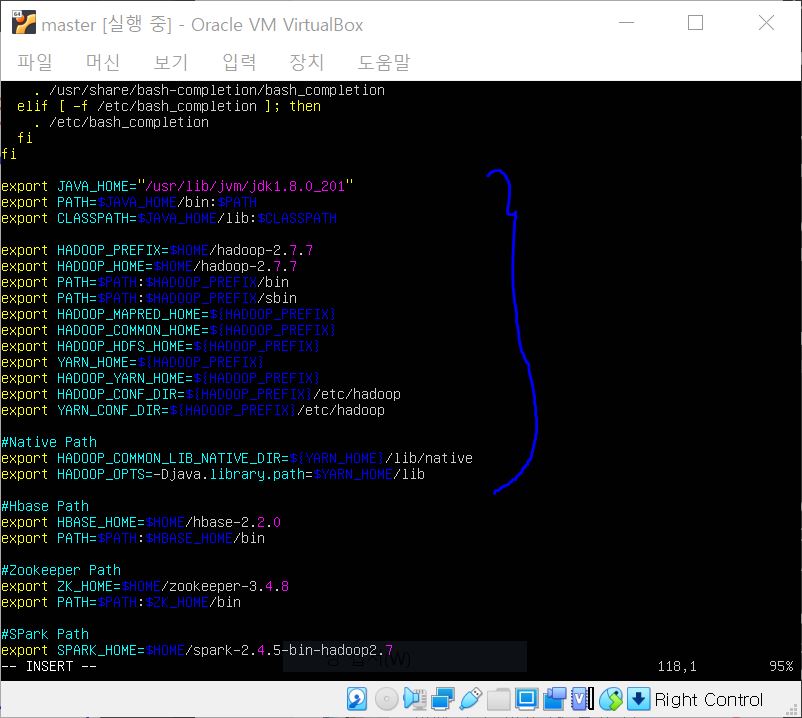 master [실행 중] - Oracle VM VirtualBox
파일 머신 보기 입력 장치 도움말
. /usr/share/bash-completion/bash_completion
elif [ -f /etc/bash_completion ]; then
. /etc/bash_completion
fi
fi
export JAVA_HOME="/usr/lib/jvm/jdk1.8.0_201"
export PATH=$JAVA_HOME/bin:$PATH
export CLASSPATH=$JAVA_HOME/lib:$CLASSPATH
export HADOOP_PREFIX=$HOME/hadoop-2.7.7
export HADOOP_HOME=$HOME/hadoop-2.7.7
export PATH=$PATH:$HADOOP_PREFIX/bin
export PATH=$PATH:$HADOOP_PREFIX/sbin
export HADOOP_MAPRED_HOME=${HADOOP_PREFIX}
export HADOOP_COMMON_HOME=${HADOOP_PREFIX}
export HADOOP_HDFS_HOME=${HADOOP_PREFIX}
export YARN_HOME=${HADOOP_PREFIX}
export HADOOP_YARN_HOME=${HADOOP_PREFIX}
export HADOOP_CONF_DIR=${HADOOP_PREFIX}/etc/hadoop
export YARN_CONF_DIR=${HADOOP_PREFIX}/etc/hadoop
#Native Path
export HADOOP_COMMON_LIB_NATIVE_DIR=${YARN_HOME}/lib/native
export HADOOP_OPTS=-Djava.library.path=$YARN_HOME/lib
#Hbase Path
export HBASE_HOME=$HOME/hbase-2.2.0
export PATH=$PATH:$HBASE_HOME/bin
#Zookeeper Path
export ZK_HOME=$HOME/zookeeper-3.4.8
export PATH=$PATH:$ZK_HOME/bin
#SPark Path
export SPARK_HOME=$HOME/spark-2.4.5-bin-hadoop2.7
-- INSERT -- 118,1 95%
Right Control